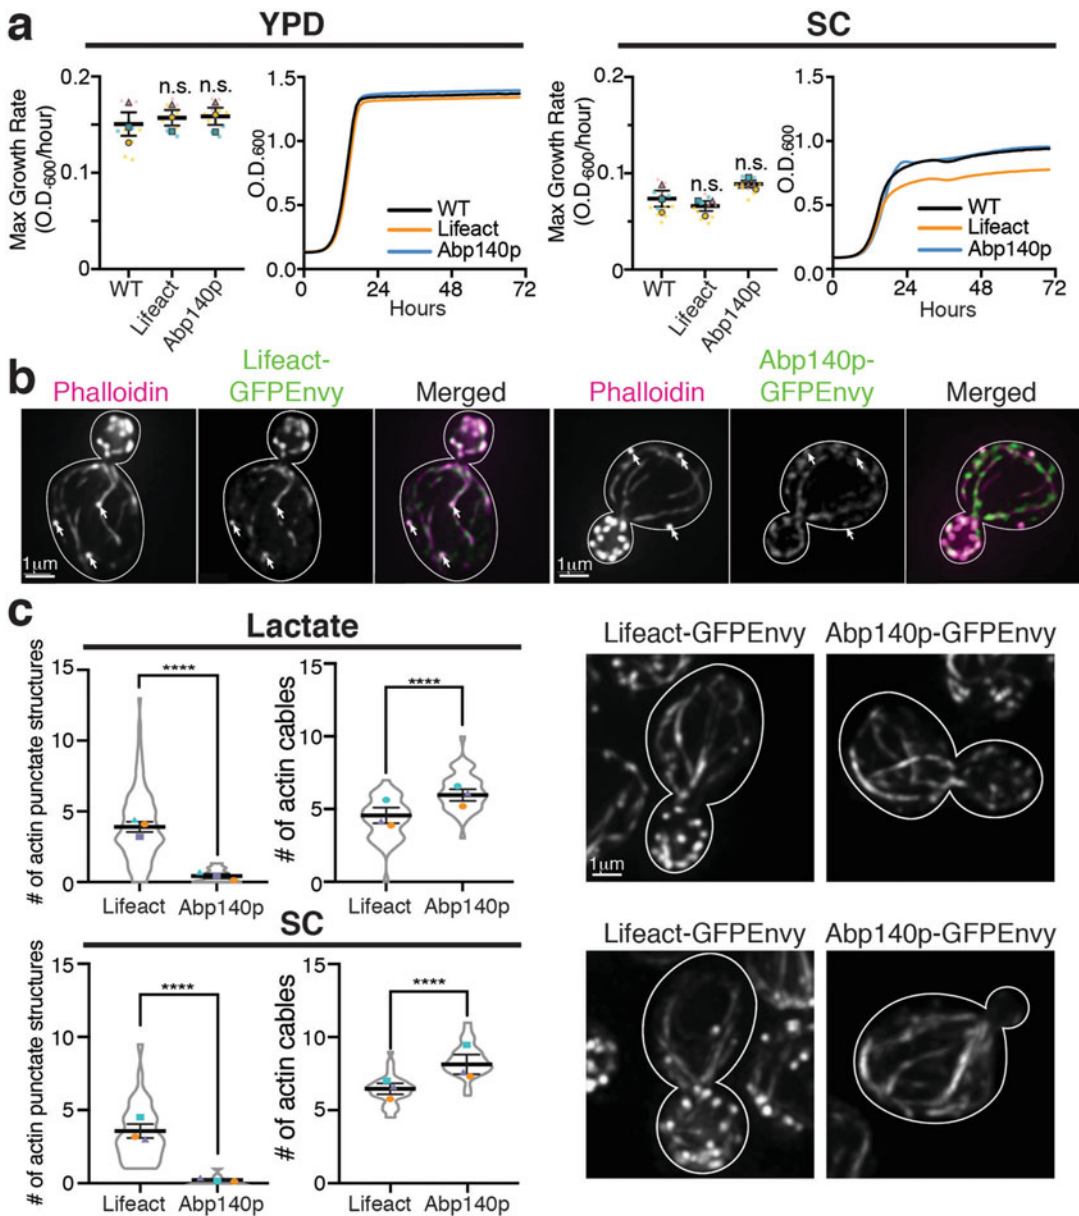 a
YPD
SC
Max Growth Rate
(O.D.600/hour)
0.2
0.1
0
n.s. n.s.
WT
Lifeact
Abp140p
O.D.600
1.5
1.0
0.5
0.0
WT
Lifeact
Abp140p
0 24 48 72
Hours
Max Growth Rate
(O.D.600/hour)
0.2
0.1
0
n.s. n.s.
WT
Lifeact
Abp140p
O.D.600
1.5
1.0
0.5
0.0
WT
Lifeact
Abp140p
0 24 48 72
Hours
b
Phalloidin
Lifeact-
GFPEnvy
Merged
Phalloidin
Abp140p-
GFPEnvy
Merged
1μm
1μm
c
Lactate
# of actin punctate structures
15
10
5
0
****
Lifeact Abp140p
# of actin cables
15
10
5
0
****
Lifeact Abp140p
Lifeact-GFPEnvy Abp140p-GFPEnvy
1μm
SC
# of actin punctate structures
15
10
5
0
****
Lifeact Abp140p
# of actin cables
15
10
5
0
****
Lifeact Abp140p
Lifeact-GFPEnvy Abp140p-GFPEnvy